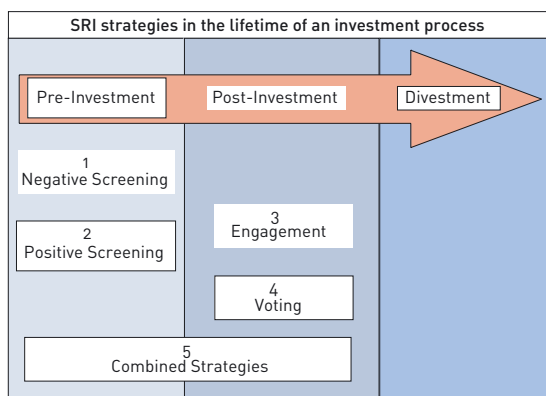 SRI strategies in the lifetime of an investment process
Pre-Investment
Post-Investment
Divestment
1
Negative Screening
2
Positive Screening
3
Engagement
4
Voting
5
Combined Strategies